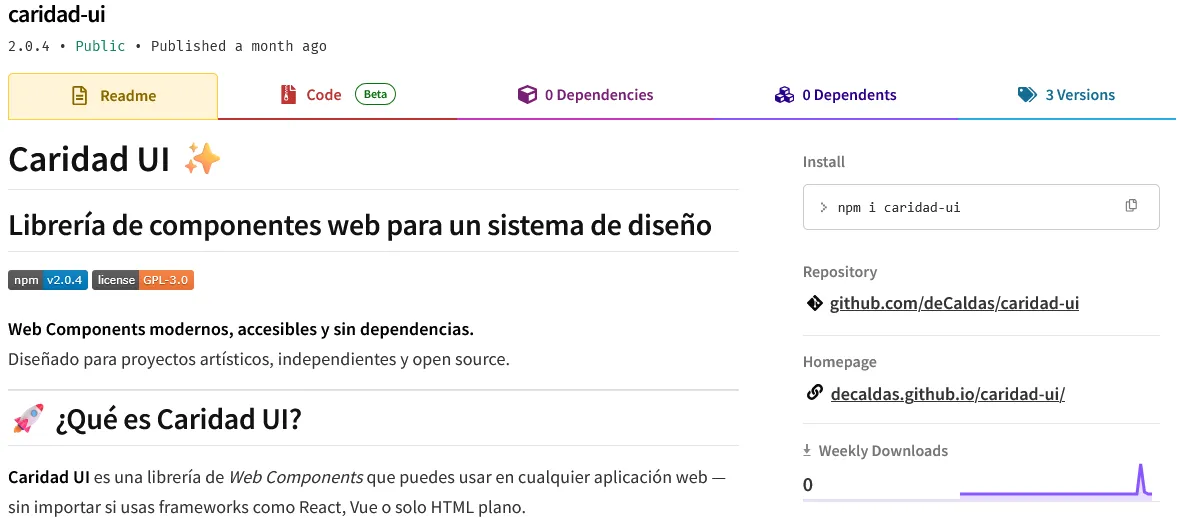 caridad-ui
2.0.4 • Public • Published a month ago
Readme
Code Beta
0 Dependencies
0 Dependents
3 Versions
Caridad UI ✨
Librería de componentes web para un sistema de diseño
npm v2.0.4 license GPL-3.0
Web Components modernos, accesibles y sin dependencias.
Diseñado para proyectos artísticos, independientes y open source.
🚀 ¿Qué es Caridad UI?
Caridad UI es una librería de Web Components que puedes usar en cualquier aplicación web —
sin importar si usas frameworks como React, Vue o solo HTML plano.
Install
> npm i caridad-ui
Repository
github.com/deCaldas/caridad-ui
Homepage
decaldas.github.io/caridad-ui/
Weekly Downloads
0